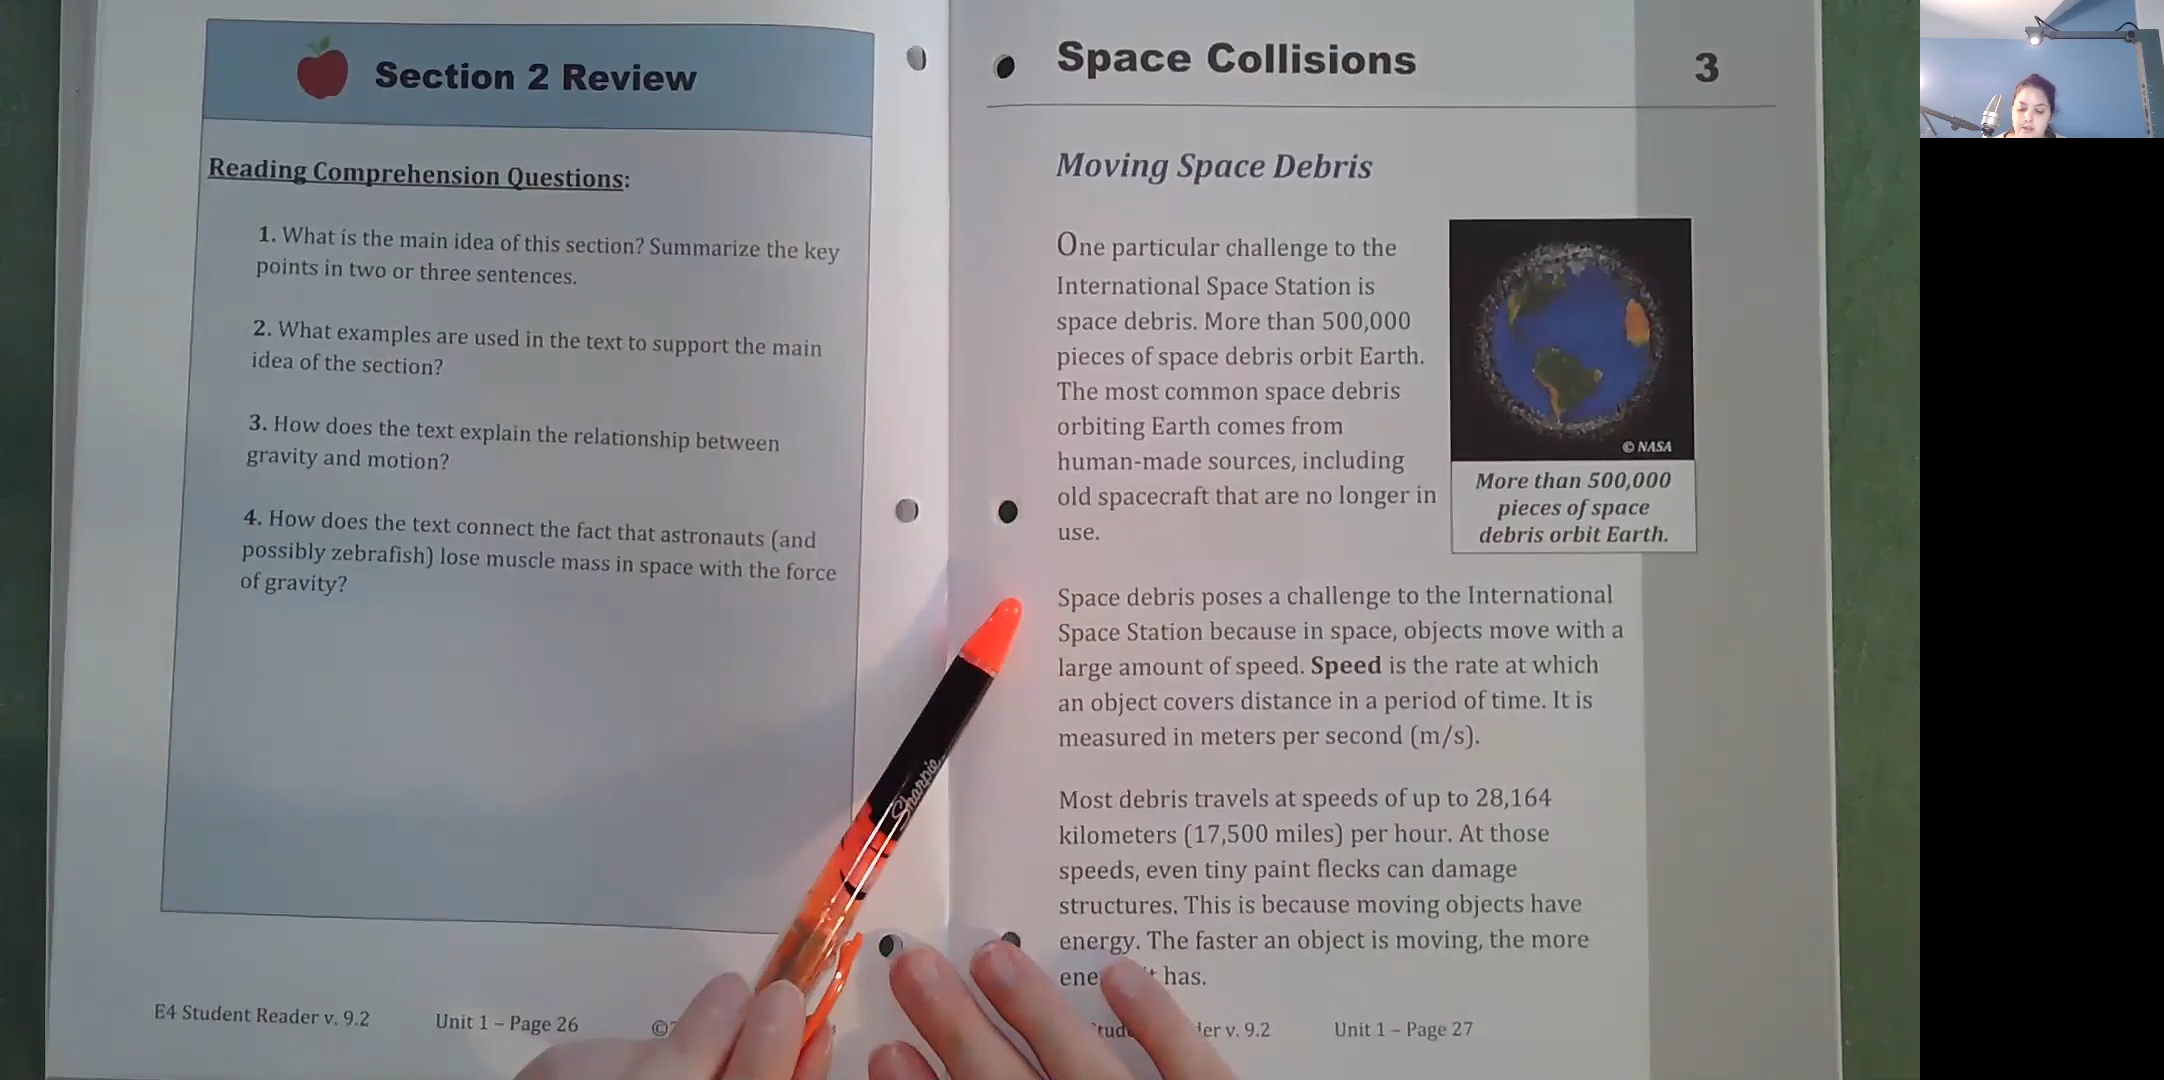 Section 2 Review
Reading Comprehension Questions:
1. What is the main idea of this section? Summarize the key
points in two or three sentences.
2. What examples are used in the text to support the main
idea of the section?
3. How does the text explain the relationship between
gravity and motion?
4. How does the text connect the fact that astronauts (and
possibly zebrafish) lose muscle mass in space with the force
of gravity?
E4 Student Reader v. 9.2 Unit 1 – Page 26 ©
Space Collisions 3
Moving Space Debris
One particular challenge to the
International Space Station is
space debris. More than 500,000
pieces of space debris orbit Earth.
The most common space debris
orbiting Earth comes from
human-made sources, including
old spacecraft that are no longer in
use.
© NASA
More than 500,000
pieces of space
debris orbit Earth.
Space debris poses a challenge to the International
Space Station because in space, objects move with a
large amount of speed. Speed is the rate at which
an object covers distance in a period of time. It is
measured in meters per second (m/s).
Most debris travels at speeds of up to 28,164
kilometers (17,500 miles) per hour. At those
speeds, even tiny paint flecks can damage
structures. This is because moving objects have
energy. The faster an object is moving, the more
has.
v. 9.2 Unit 1 – Page 27
Sharpie